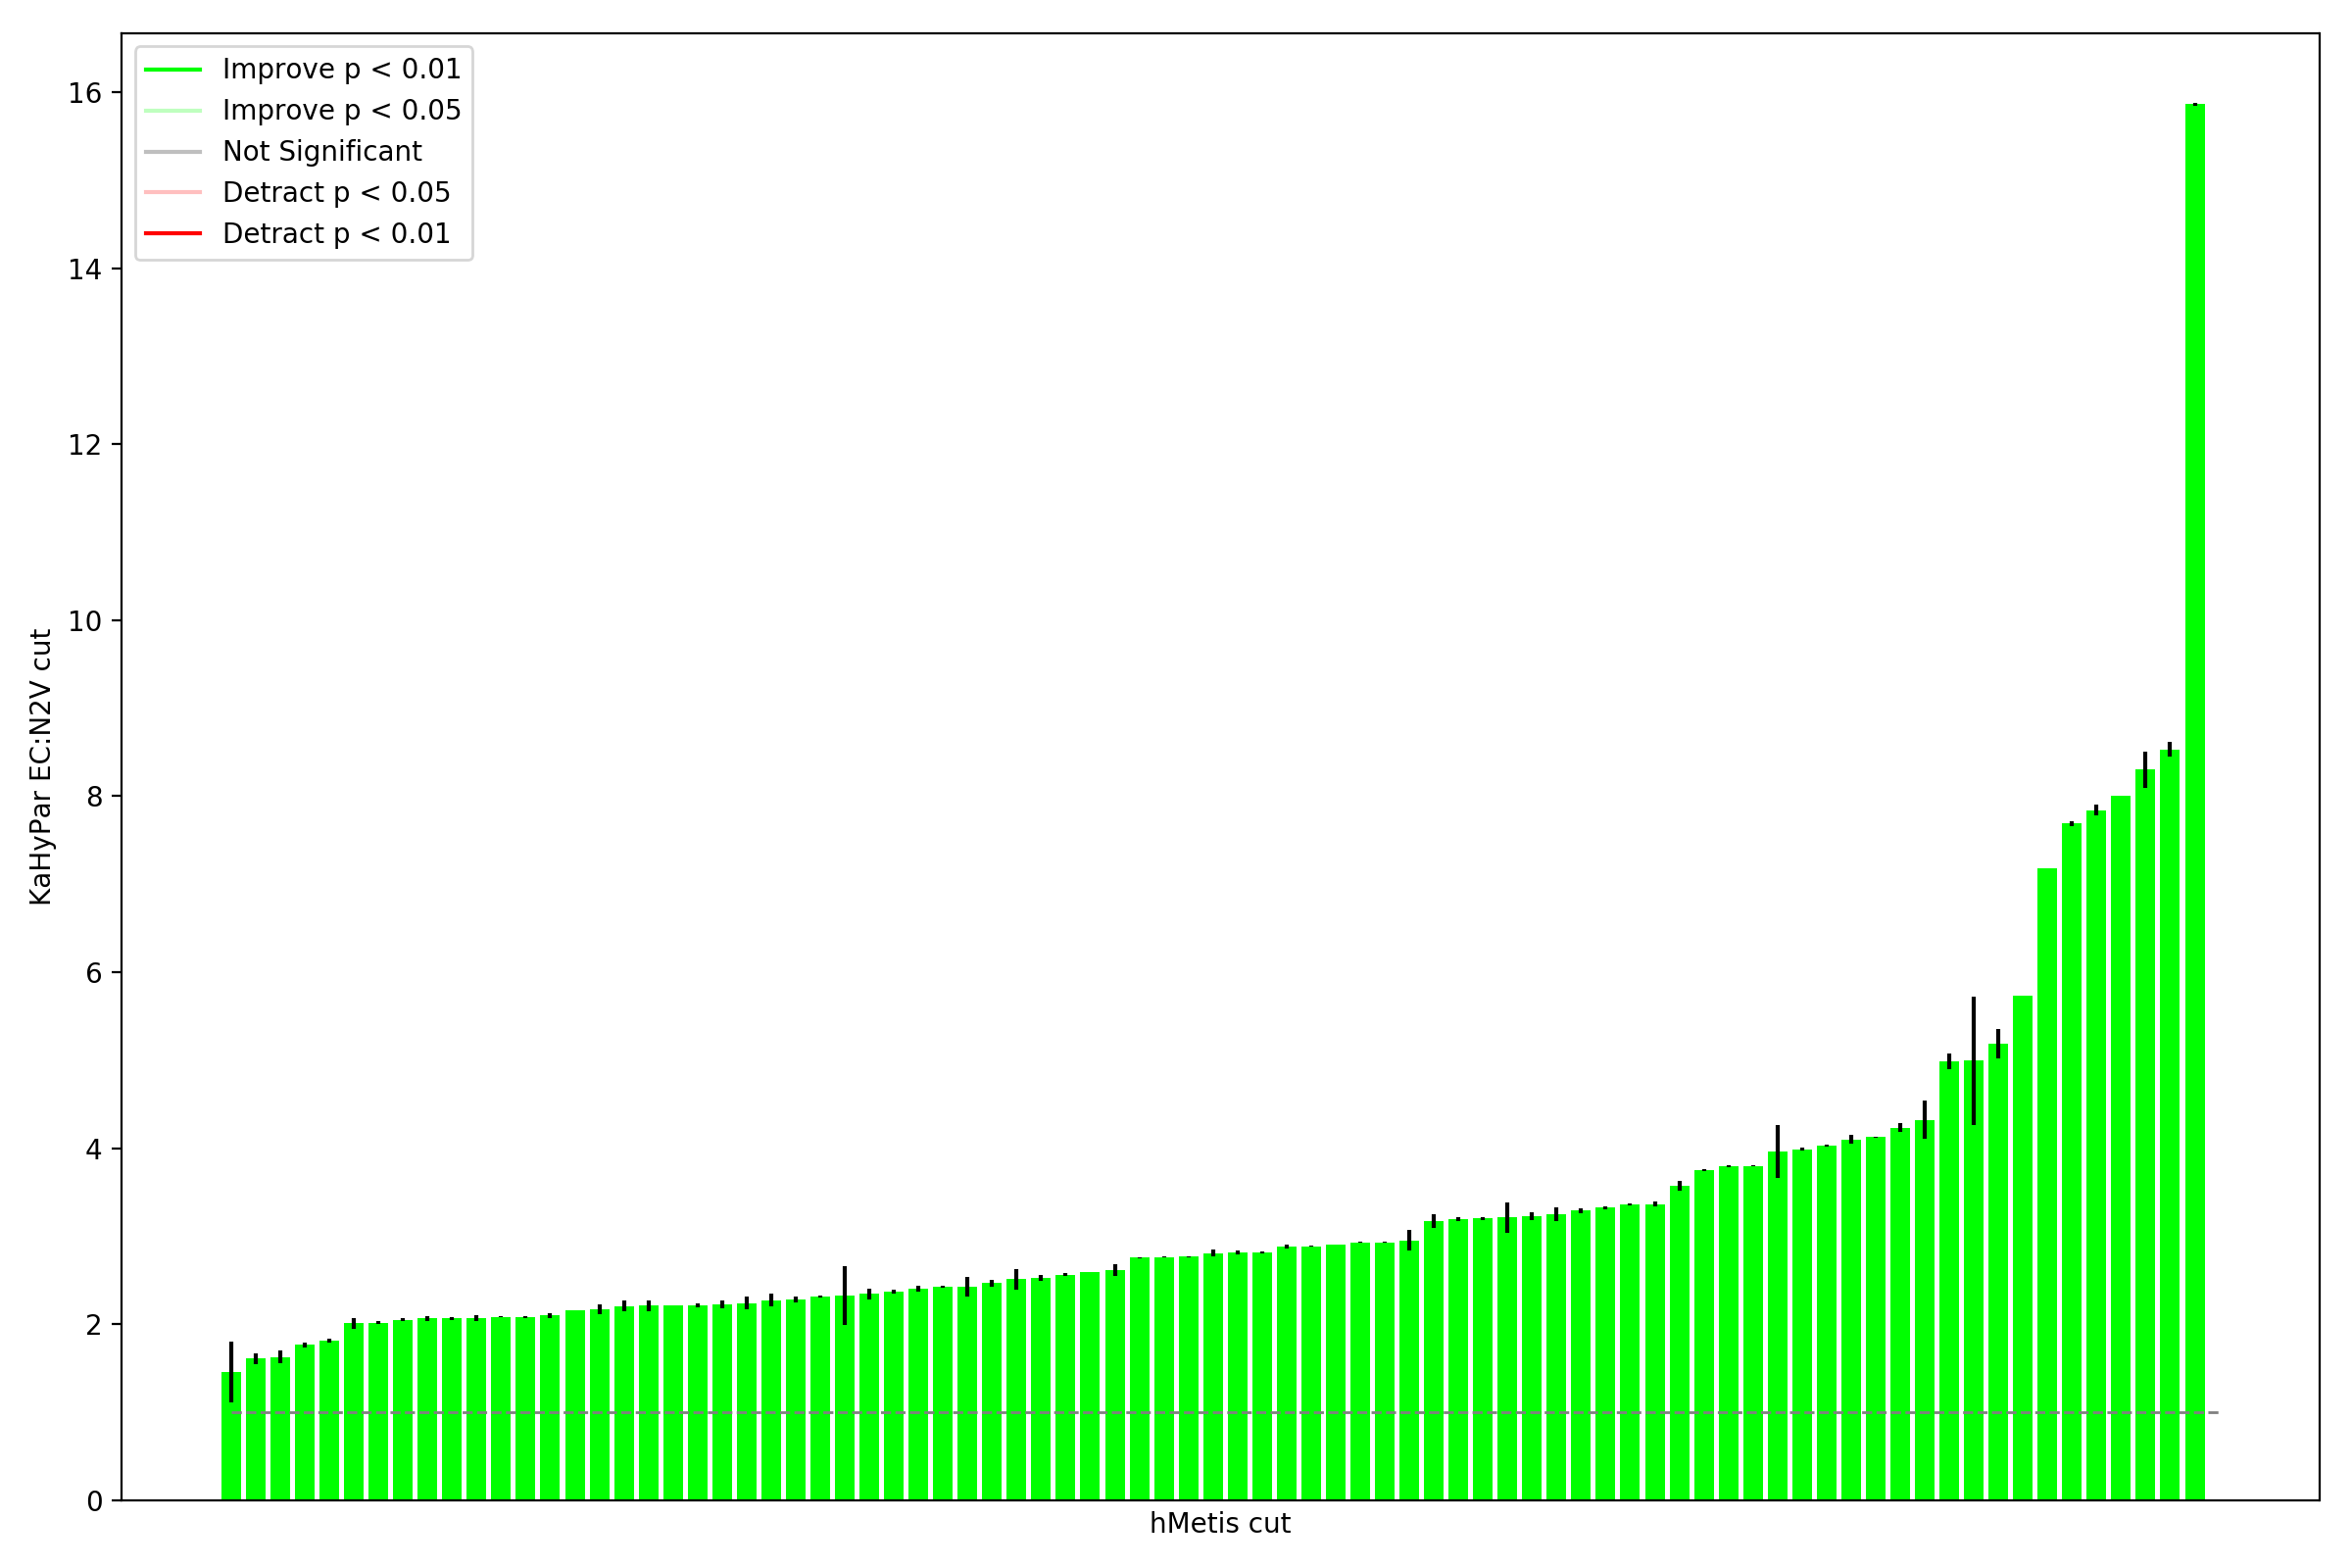 Improve p < 0.01
Improve p < 0.05
Not Significant
Detract p < 0.05
Detract p < 0.01
16
14
12
10
8
6
4
2
0
KaHyPar EC:N2V cut
hMetis cut